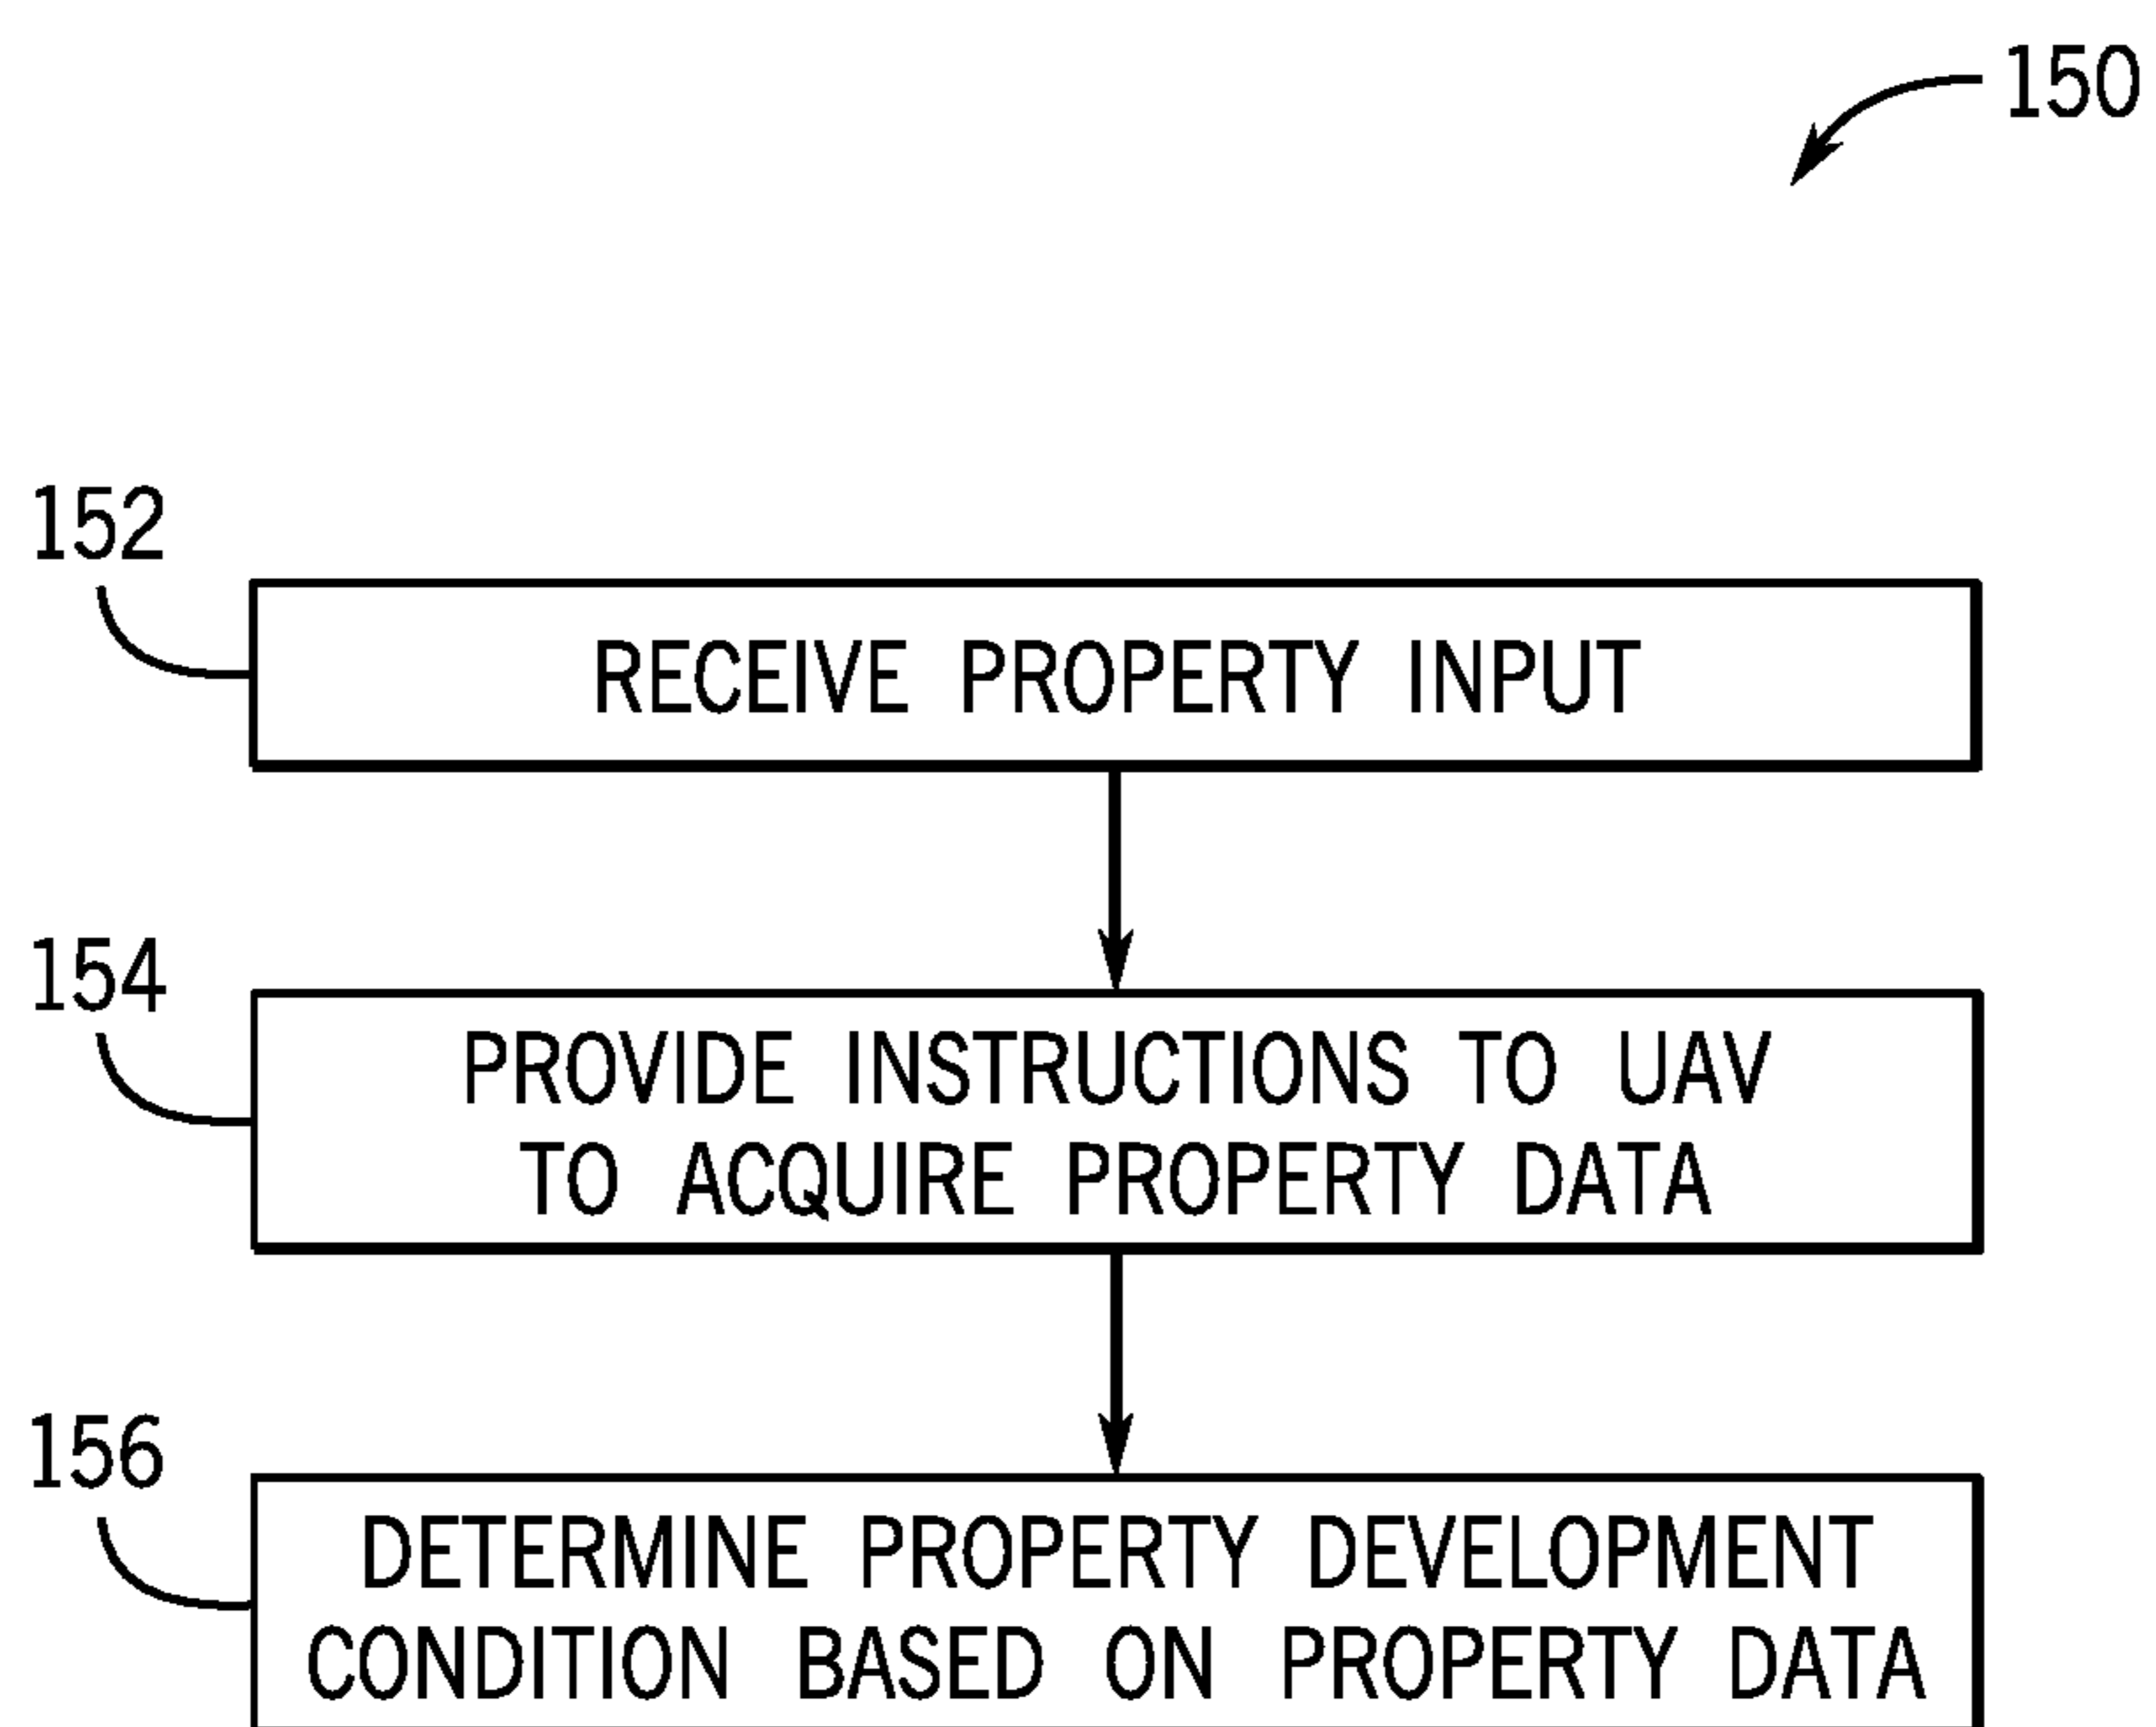 150
152
RECEIVE PROPERTY INPUT
154
PROVIDE INSTRUCTIONS TO UAV
TO ACQUIRE PROPERTY DATA
156
DETERMINE PROPERTY DEVELOPMENT
CONDITION BASED ON PROPERTY DATA